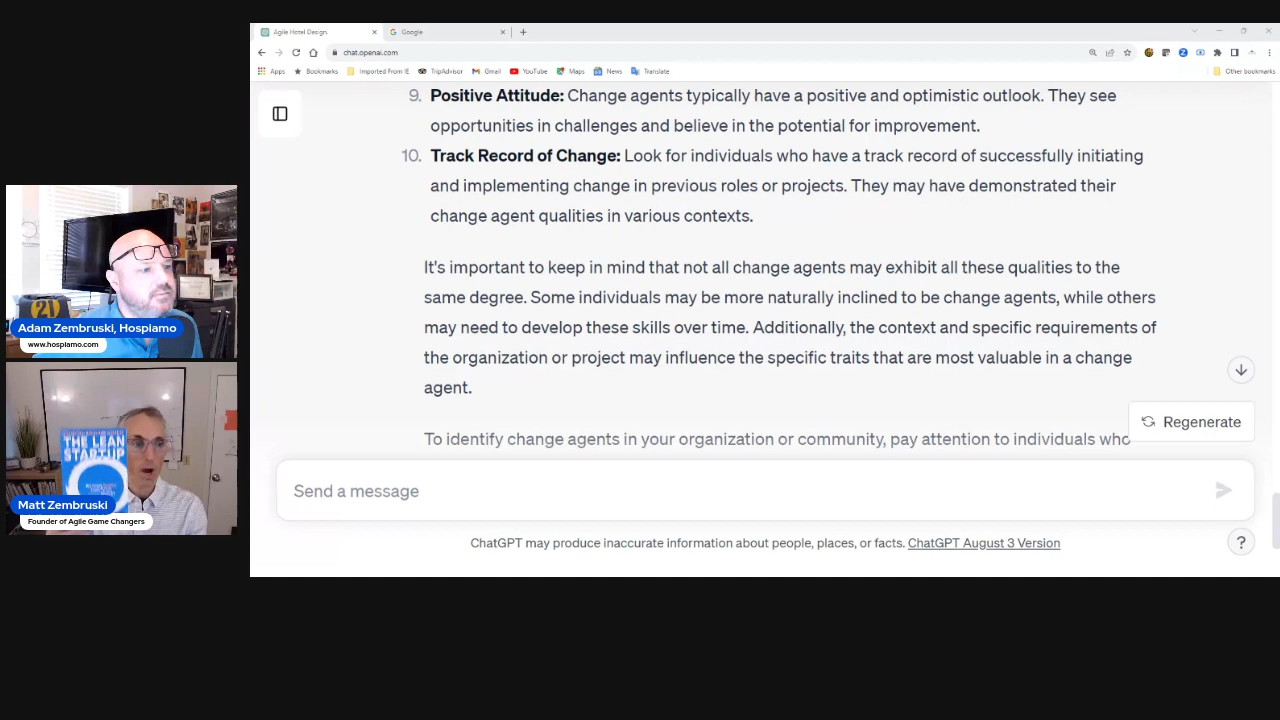 Agile Hotel Design
Google
chat.openai.com
Apps
Bookmarks
Imported From IE
TripAdvisor
Gmail
YouTube
Maps
News
Translate
Other bookmarks
9. Positive Attitude: Change agents typically have a positive and optimistic outlook. They see
opportunities in challenges and believe in the potential for improvement.
10. Track Record of Change: Look for individuals who have a track record of successfully initiating
and implementing change in previous roles or projects. They may have demonstrated their
change agent qualities in various contexts.
It's important to keep in mind that not all change agents may exhibit all these qualities to the
same degree. Some individuals may be more naturally inclined to be change agents, while others
may need to develop these skills over time. Additionally, the context and specific requirements of
the organization or project may influence the specific traits that are most valuable in a change
agent.
To identify change agents in your organization or community, pay attention to individuals who
Regenerate
Send a message
ChatGPT may produce inaccurate information about people, places, or facts. ChatGPT August 3 Version
?
21
Adam Zembruski, Hospiamo
www.hospiamo.com
THE LEAN
STARTUP
Matt Zembruski
Founder of Agile Game Changers